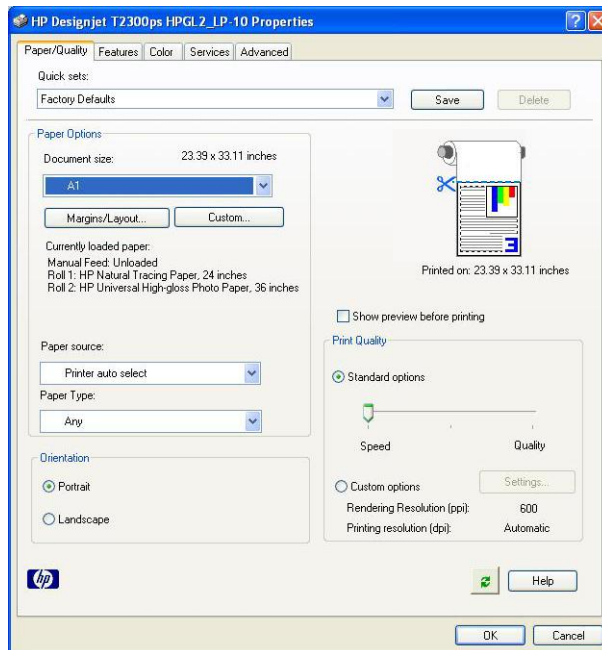 HP Designjet T2300ps HPGL2_LP-10 Properties
Paper/Quality Features Color Services Advanced
Quick sets:
Factory Defaults
Save
Delete
Paper Options
Document size: 23.39 x 33.11 inches
A1
Margins/Layout...
Custom...
Currently loaded paper:
Manual Feed: Unloaded
Roll 1: HP Natural Tracing Paper, 24 inches
Roll 2: HP Universal High-gloss Photo Paper, 36 inches
Paper source:
Printer auto select
Paper Type:
Any
Orientation
Portrait
Landscape
3
Printed on: 23.39 x 33.11 inches
Show preview before printing
Print Quality
Standard options
Speed Quality
Custom options
Settings...
Rendering Resolution (ppi): 600
Printing resolution (dpi): Automatic
hp
Help
OK
Cancel